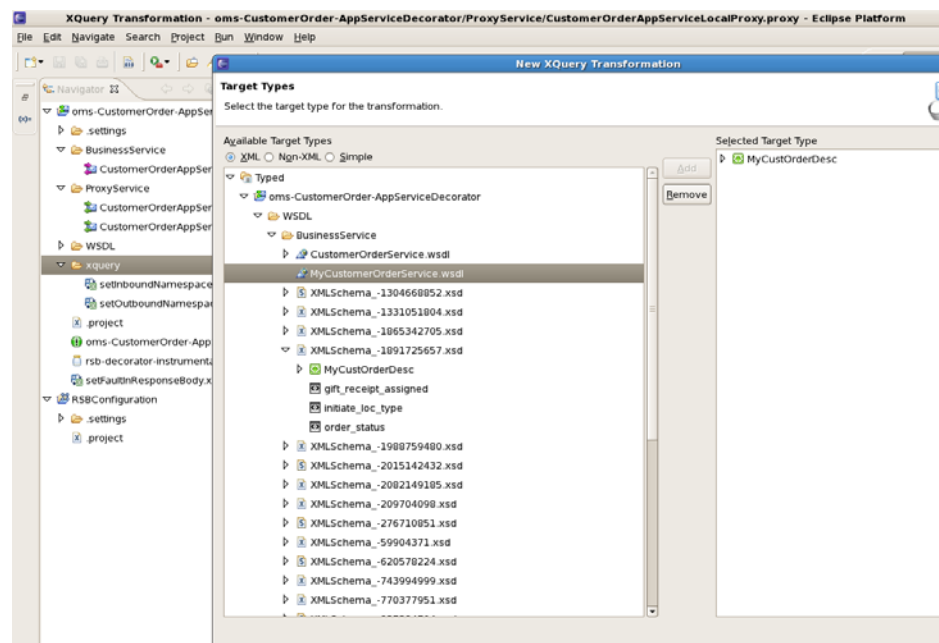 XQuery Transformation - oms-CustomerOrder-AppServiceDecorator/ProxyService/CustomerOrderAppServiceLocalProxy.proxy - Eclipse Platform
File Edit Navigate Search Project Run Window Help
New XQuery Transformation
Navigator
oms-CustomerOrder-AppSer
.settings
BusinessService
CustomerOrderAppSer
ProxyService
CustomerOrderAppSer
CustomerOrderAppSer
WSDL
xquery
setInboundNamespace
setOutboundNamespa
.project
oms-CustomerOrder-App
rsb-decorator-instrumenta
setFaultInResponseBody.x
RSBConfiguration
.settings
.project
Target Types
Select the target type for the transformation.
Available Target Types
XML Non-XML Simple
Typed
oms-CustomerOrder-AppServiceDecorator
WSDL
BusinessService
CustomerOrderService.wsdl
MyCustomerOrderService.wsdl
XMLSchema_-1304668852.xsd
XMLSchema_-1331051804.xsd
XMLSchema_-1865342705.xsd
XMLSchema_-1891725657.xsd
MyCustOrderDesc
gift_receipt_assigned
initiate_loc_type
order_status
XMLSchema_-1988759480.xsd
XMLSchema_-2015142432.xsd
XMLSchema_-2082149185.xsd
XMLSchema_-209704098.xsd
XMLSchema_-276710851.xsd
XMLSchema_-59904371.xsd
XMLSchema_-620578224.xsd
XMLSchema_-743994999.xsd
XMLSchema_-770377951.xsd
Add
Remove
Selected Target Type
MyCustOrderDesc